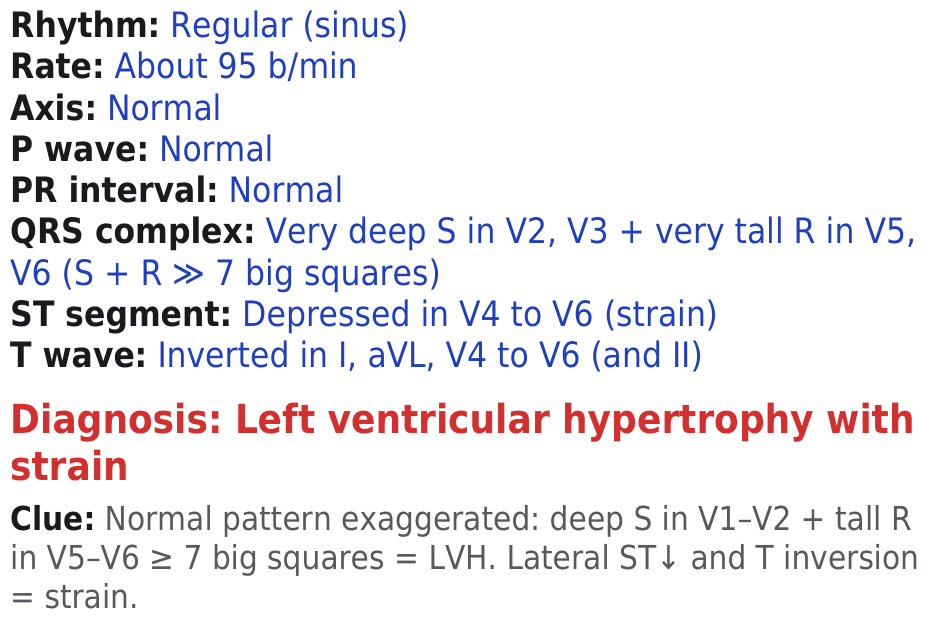 Rhythm: Regular (sinus)
Rate: About 95 b/min
Axis: Normal
P wave: Normal
PR interval: Normal
QRS complex: Very deep S in V2, V3 + very tall R in V5,
V6 (S + R ≫ 7 big squares)
ST segment: Depressed in V4 to V6 (strain)
T wave: Inverted in I, aVL, V4 to V6 (and II)
Diagnosis: Left ventricular hypertrophy with
strain
Clue: Normal pattern exaggerated: deep S in V1–V2 + tall R
in V5–V6 ≥ 7 big squares = LVH. Lateral ST↓ and T inversion
= strain.